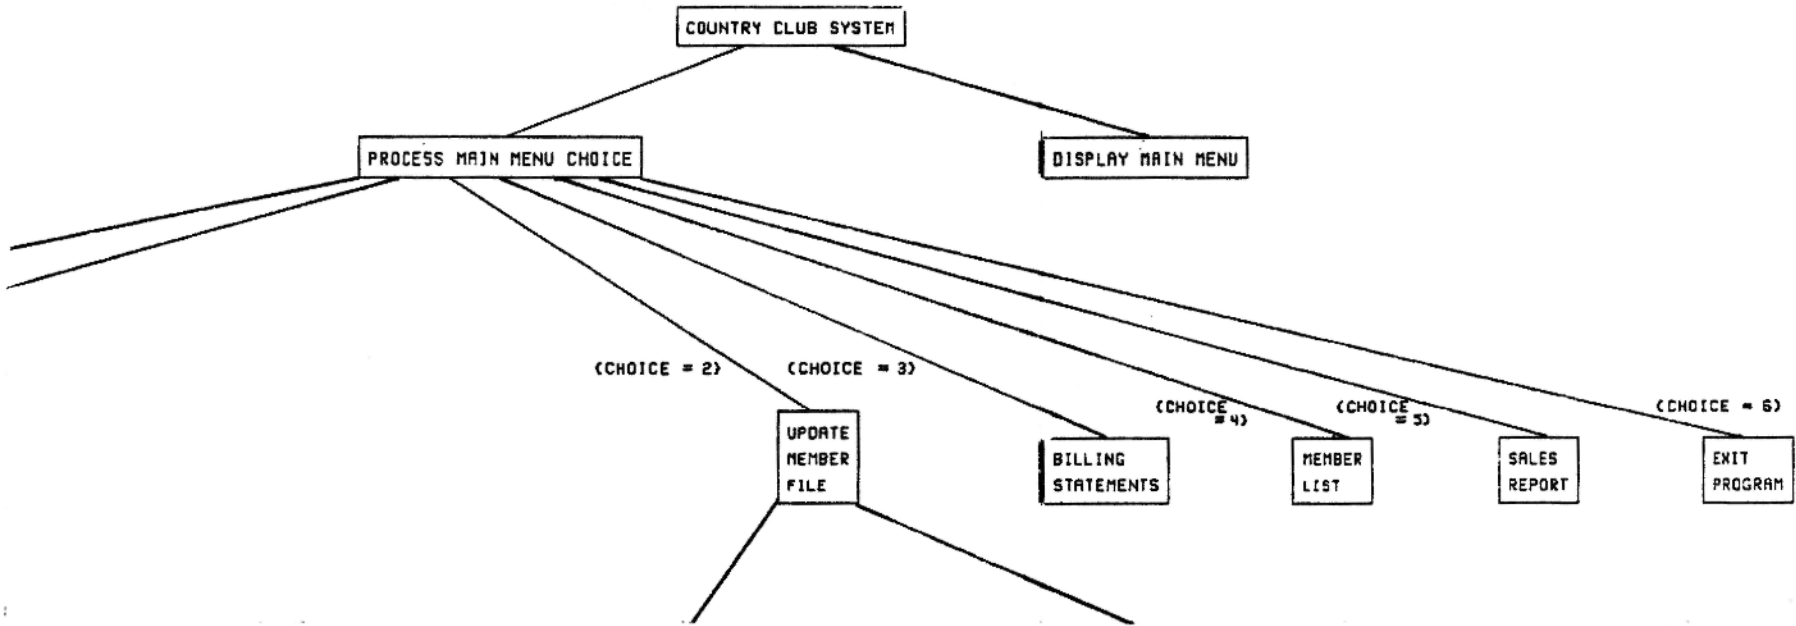 COUNTRY CLUB SYSTEM
PROCESS MAIN MENU CHOICE
DISPLAY MAIN MENU
(CHOICE = 2)
(CHOICE = 3)
(CHOICE
= 4)
(CHOICE
= 5)
(CHOICE = 6)
UPDATE
MEMBER
FILE
BILLING
STATEMENTS
MEMBER
LIST
SALES
REPORT
EXIT
PROGRAM